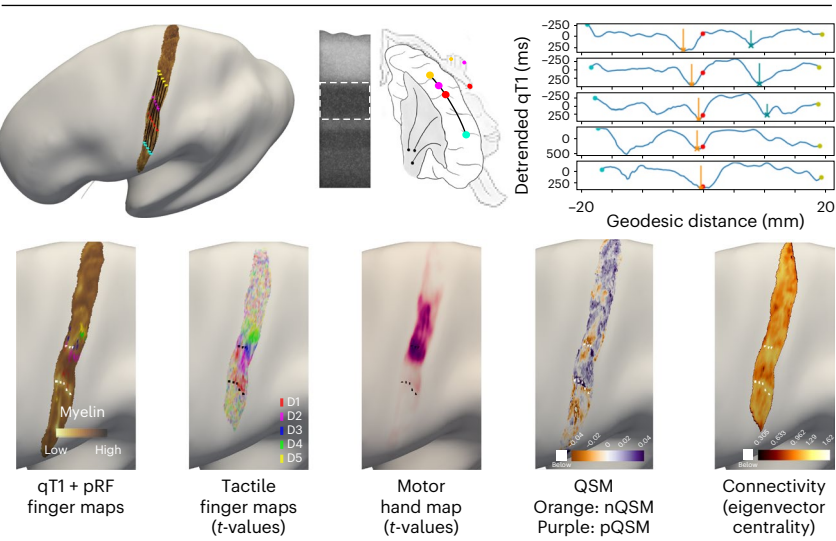 Detrended qT1 (ms)
−250
0
250
−250
0
250
−250
0
250
0
500
0
250
−20
0
20
Geodesic distance (mm)
Myelin
Low High
D1
D2
D3
D4
D5
−0.04 −0.02 0 0.02 0.04
Below
0.305 0.633 0.962 1.29 1.62
Below
qT1 + pRF
finger maps
Tactile
finger maps
(t-values)
Motor
hand map
(t-values)
QSM
Orange: nQSM
Purple: pQSM
Connectivity
(eigenvector
centrality)